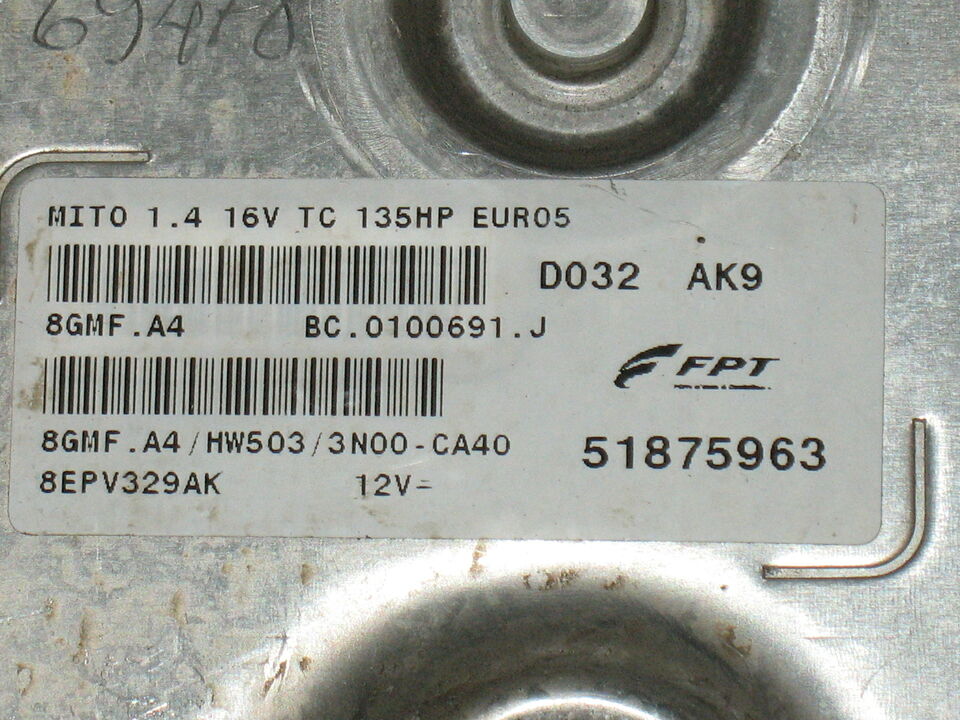 MITO 1.4 16V TC 135HP EURO5
D032 AK9
8GMF.A4 BC.0100691.J
FPT
8GMF.A4/HW503/3N00-CA40
51875963
8EPV329AK 12V=